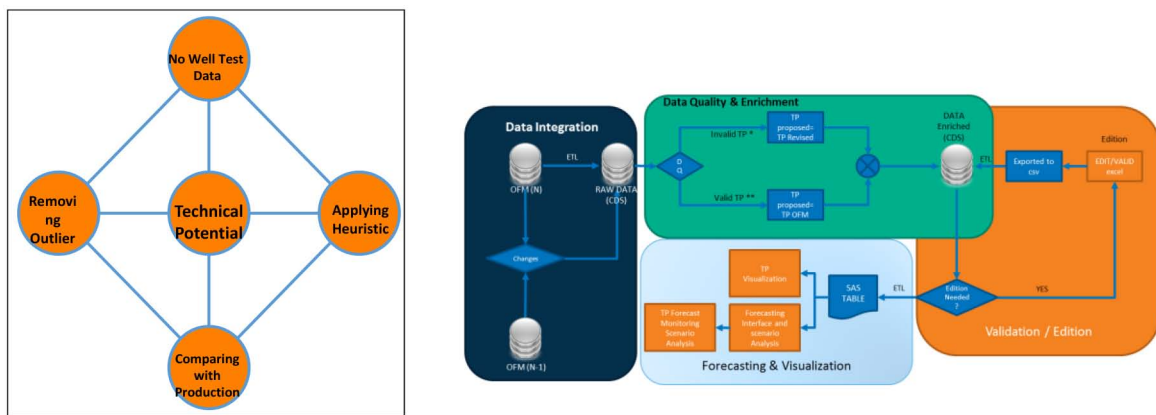 No Well Test
Data
Removi
ng
Outlier
Technical
Potential
Applying
Heuristic
Comparing
with
Production
Data Integration
OFM (N)
ETL
RAW DATA
(CDS)
Changes
OFM (N-1)
Data Quality & Enrichment
Invalid TP *
D
Q
Valid TP **
TP
proposed=
TP Revised
TP
proposed=
TP OFM
DATA
Enriched
(CDS)
ETL
Exported to
csv
Edition
EDIT/VALID
excel
Edition
Needed
?
YES
Validation / Edition
ETL
SAS
TABLE
TP
Visualization
Forecasting
Interface and
scenario
Analysis
TP Forecast
Monitoring
Scenario
Analysis
Forecasting & Visualization